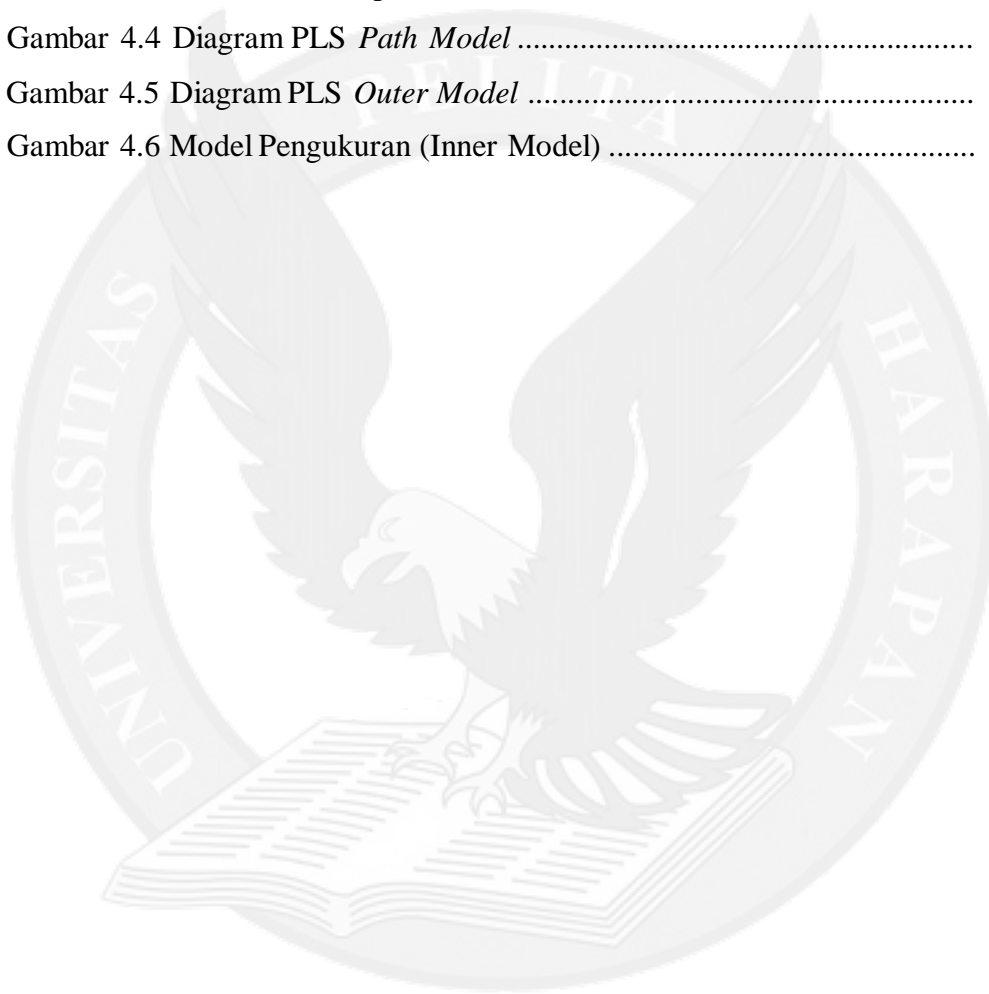 Gambar 4.4 Diagram PLS Path Model ........................................................
Gambar 4.5 Diagram PLS Outer Model .......................................................
Gambar 4.6 Model Pengukuran (Inner Model) .............................................
UNIVERSITAS PELITA HARAPAN